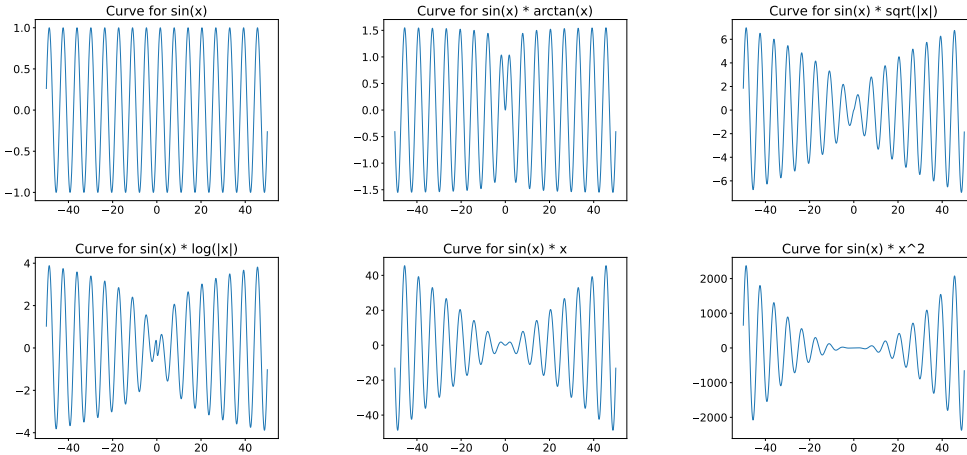 Curve for sin(x)
1.0
0.5
0.0
−0.5
−1.0
−40 −20 0 20 40
Curve for sin(x) * arctan(x)
1.5
1.0
0.5
0.0
−0.5
−1.0
−1.5
−40 −20 0 20 40
Curve for sin(x) * sqrt(|x|)
6
4
2
0
−2
−4
−6
−40 −20 0 20 40
Curve for sin(x) * log(|x|)
4
2
0
−2
−4
−40 −20 0 20 40
Curve for sin(x) * x
40
20
0
−20
−40
−40 −20 0 20 40
Curve for sin(x) * x^2
2000
1000
0
−1000
−2000
−40 −20 0 20 40